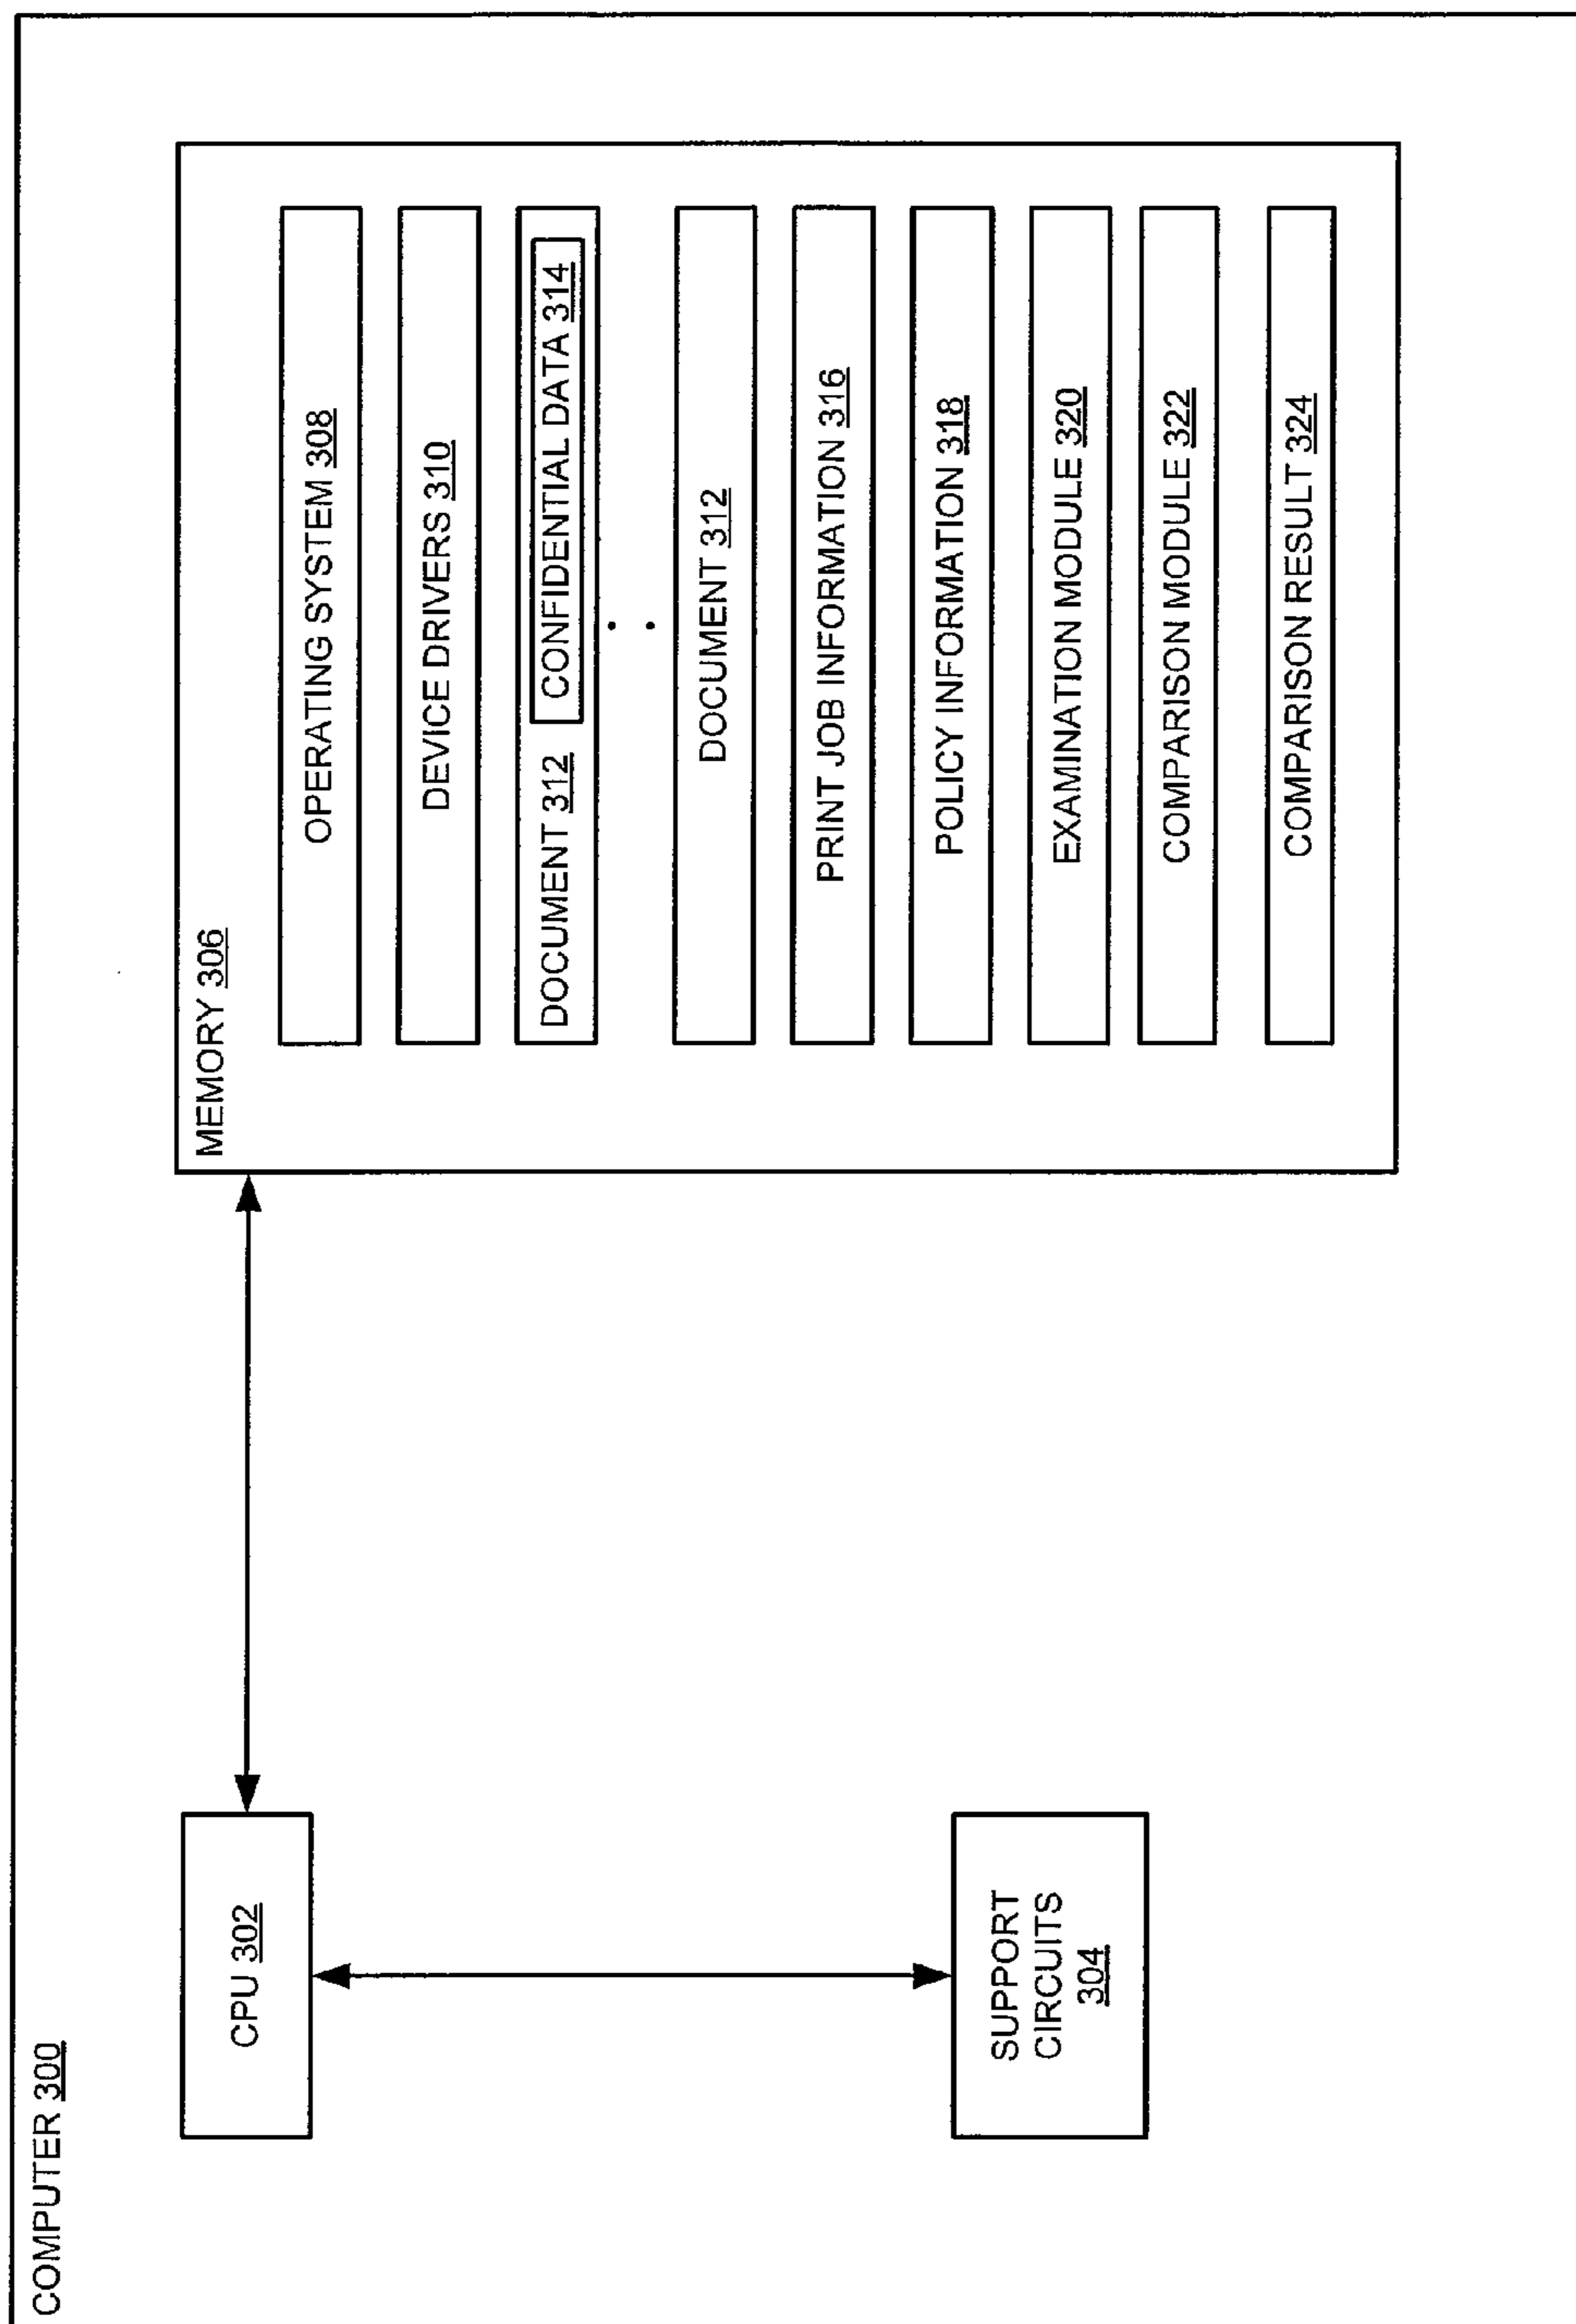 COMPUTER 300
CPU 302
SUPPORT
CIRCUITS
304
MEMORY 306
OPERATING SYSTEM 308
DEVICE DRIVERS 310
DOCUMENT 312
CONFIDENTIAL DATA 314
DOCUMENT 312
PRINT JOB INFORMATION 316
POLICY INFORMATION 318
EXAMINATION MODULE 320
COMPARISON MODULE 322
COMPARISON RESULT 324